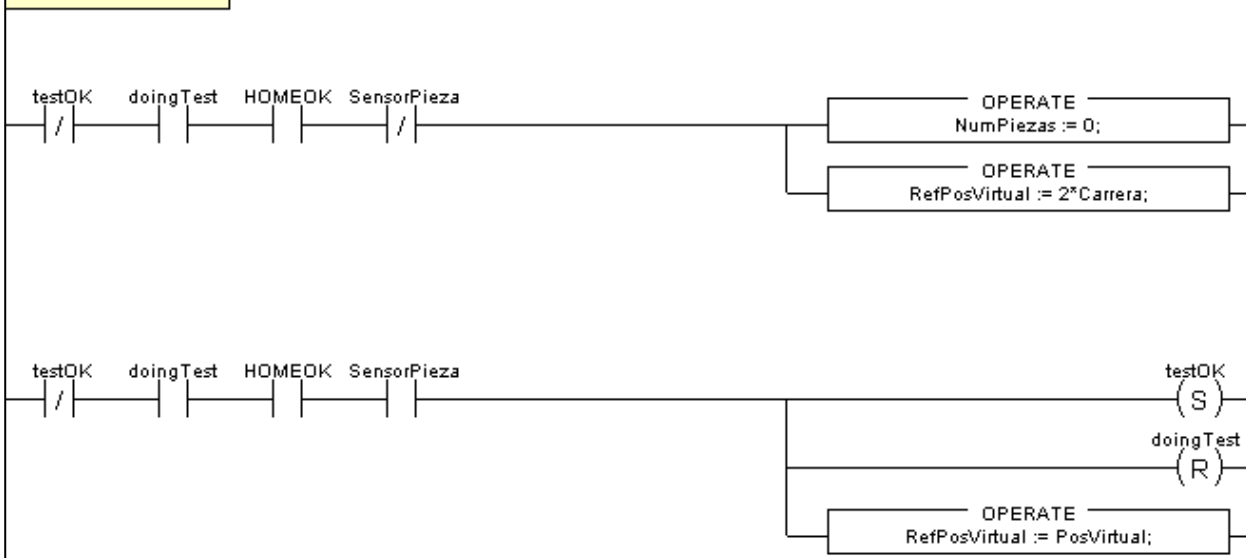 testOK doingTest HOMEOK SensorPieza
/ /
OPERATE
NumPiezas := 0;
OPERATE
RefPosVirtual := 2*Carrera;
testOK doingTest HOMEOK SensorPieza
/
testOK
S
doingTest
R
OPERATE
RefPosVirtual := PosVirtual;